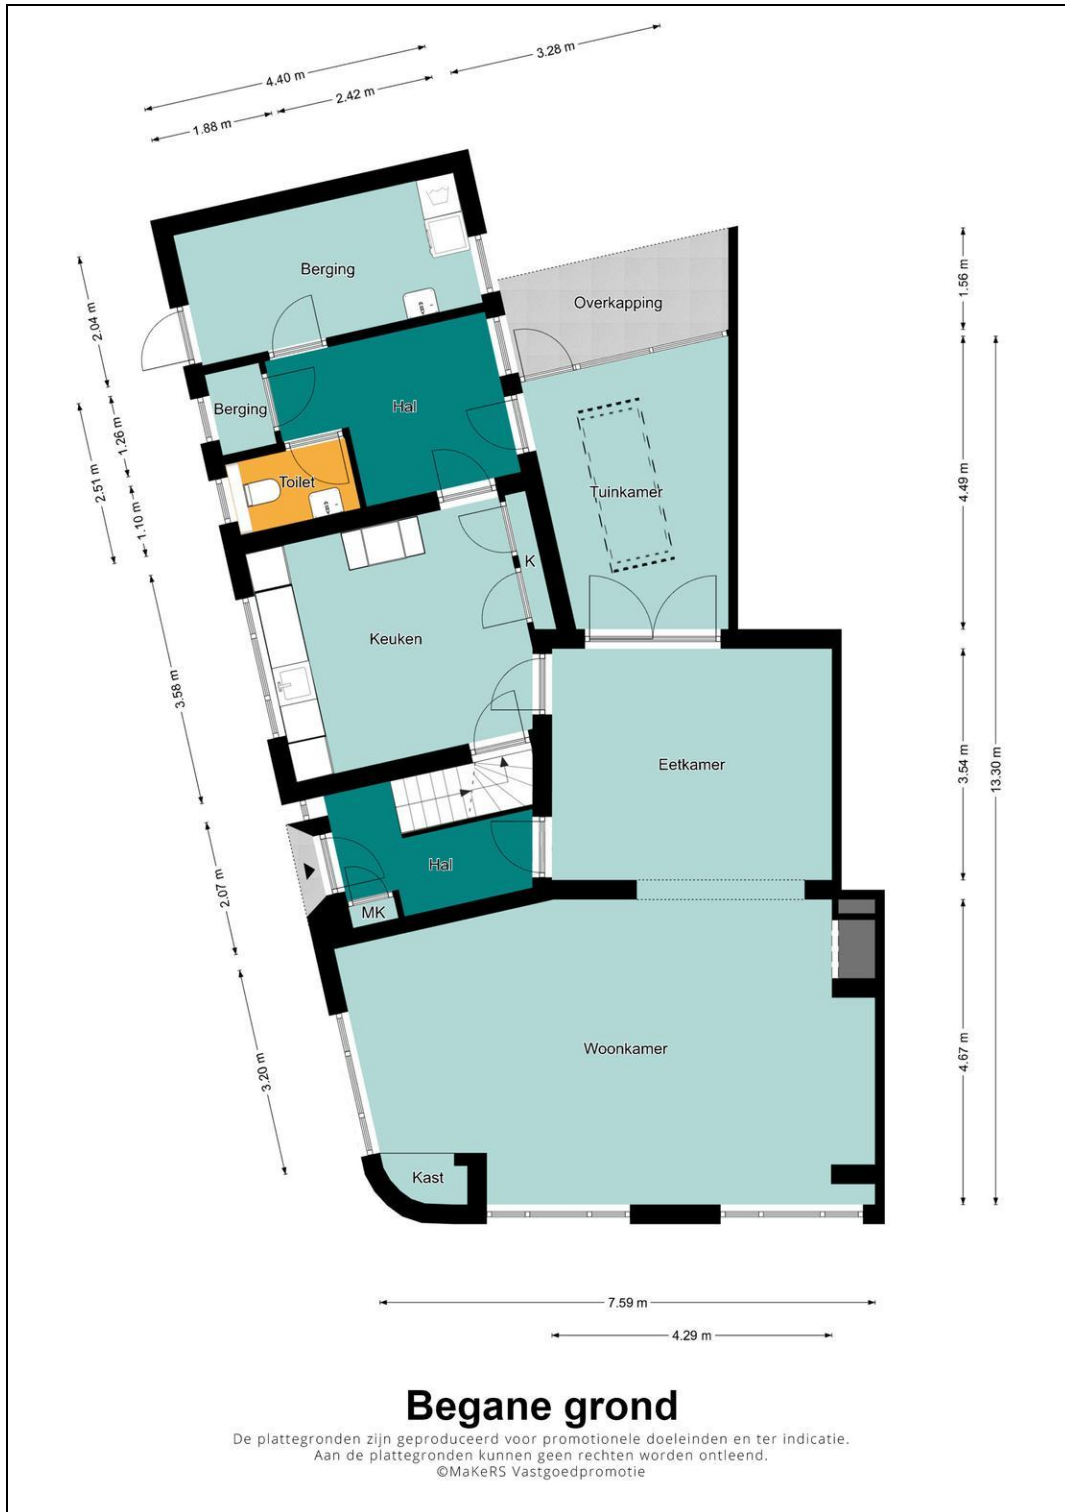 3.28 m
4.40 m
2.42 m
1.88 m
Berging
Overkapping
1.56 m
2.04 m
Berging
Hal
1.26 m
2.51 m
Toilet
Tuinkamer
4.49 m
1.10 m
K
Keuken
3.58 m
Eetkamer
3.54 m
13.30 m
Hal
2.07 m
MK
Woonkamer
4.67 m
3.20 m
Kast
7.59 m
4.29 m
Begane grond
De plattegronden zijn geproduceerd voor promotionele doeleinden en ter indicatie.
Aan de plattegronden kunnen geen rechten worden ontleend.
©MaKeRS Vastgoedpromotie